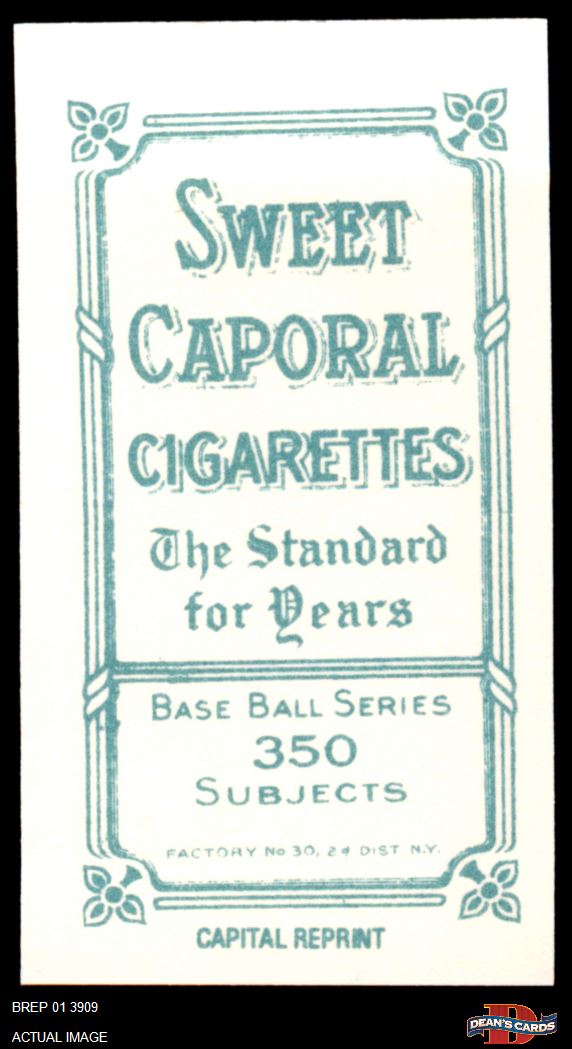 SWEET
CAPORAL
CIGARETTES
The Standard
for Years
BASE BALL SERIES
350
SUBJECTS
FACTORY No 30, 2d DIST. N.Y.
CAPITAL REPRINT
BREP 01 3909
ACTUAL IMAGE
D
DEAN'S CARDS